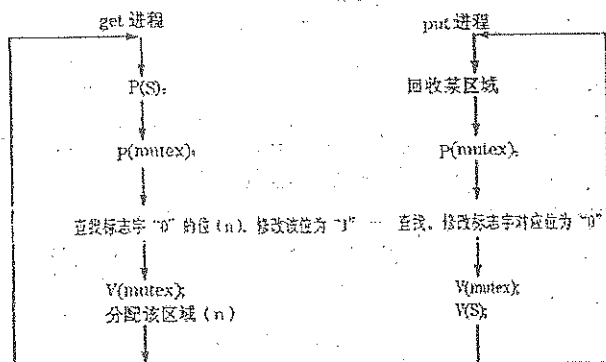 get 进程
P(S);
p(mutex);
查找标志字“0”的位(n)、修改该位为“1”
V(mutex);
分配该区域(n)
put 进程
回收某区域
P(mutex);
查找、修改标志字对应位为“0”
V(mutex);
V(S);